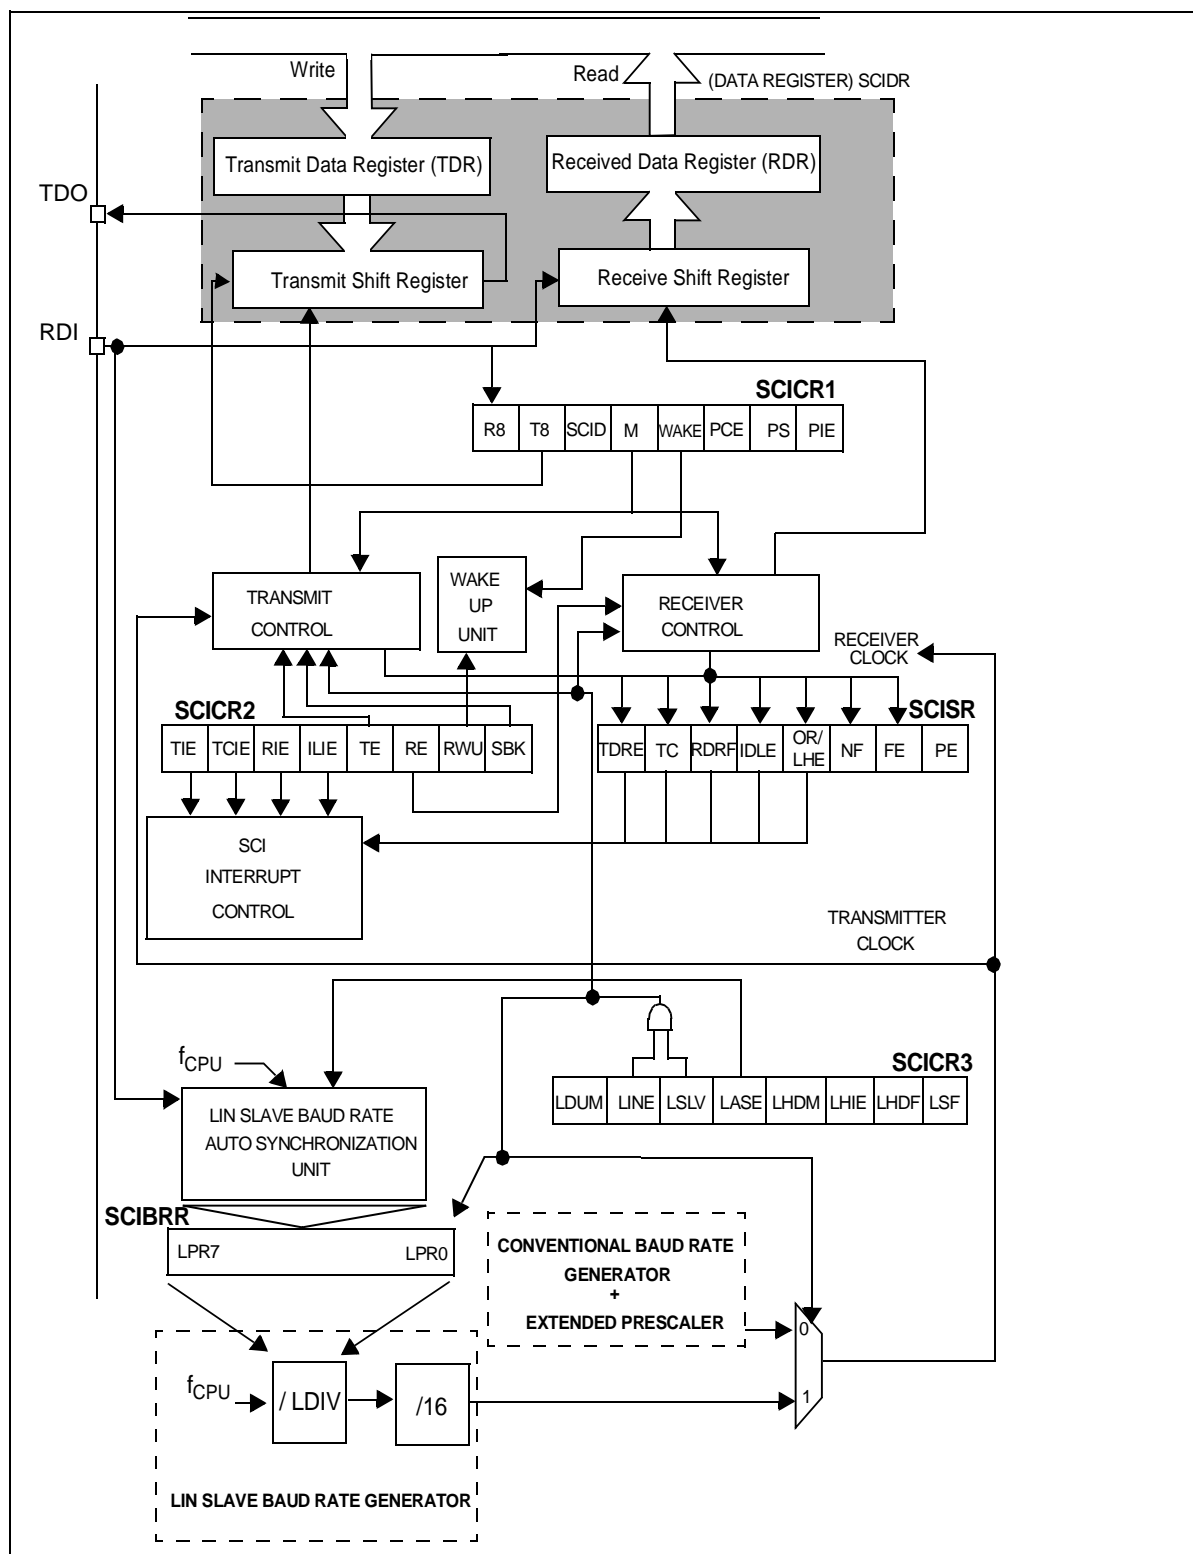 Write
Read
(DATA REGISTER) SCIDR
Transmit Data Register (TDR)
Received Data Register (RDR)
TDO
Transmit Shift Register
Receive Shift Register
RDI
SCICR1
R8 T8 SCID M WAKE PCE PS PIE
TRANSMIT
CONTROL
WAKE
UP
UNIT
RECEIVER
CONTROL
RECEIVER
CLOCK
SCICR2
TIE TCIE RIE ILIE TE RE RWU SBK
SCISR
TDRE TC RDRF IDLE OR/
LHE NF FE PE
SCI
INTERRUPT
CONTROL
TRANSMITTER
CLOCK
fCPU
SCICR3
LDUM LINE LSLV LASE LHDM LHIE LHDF LSF
LIN SLAVE BAUD RATE
AUTO SYNCHRONIZATION
UNIT
SCIBRR
LPR7 LPR0
CONVENTIONAL BAUD RATE
GENERATOR
+
EXTENDED PRESCALER
0
1
fCPU
/ LDIV
/16
LIN SLAVE BAUD RATE GENERATOR